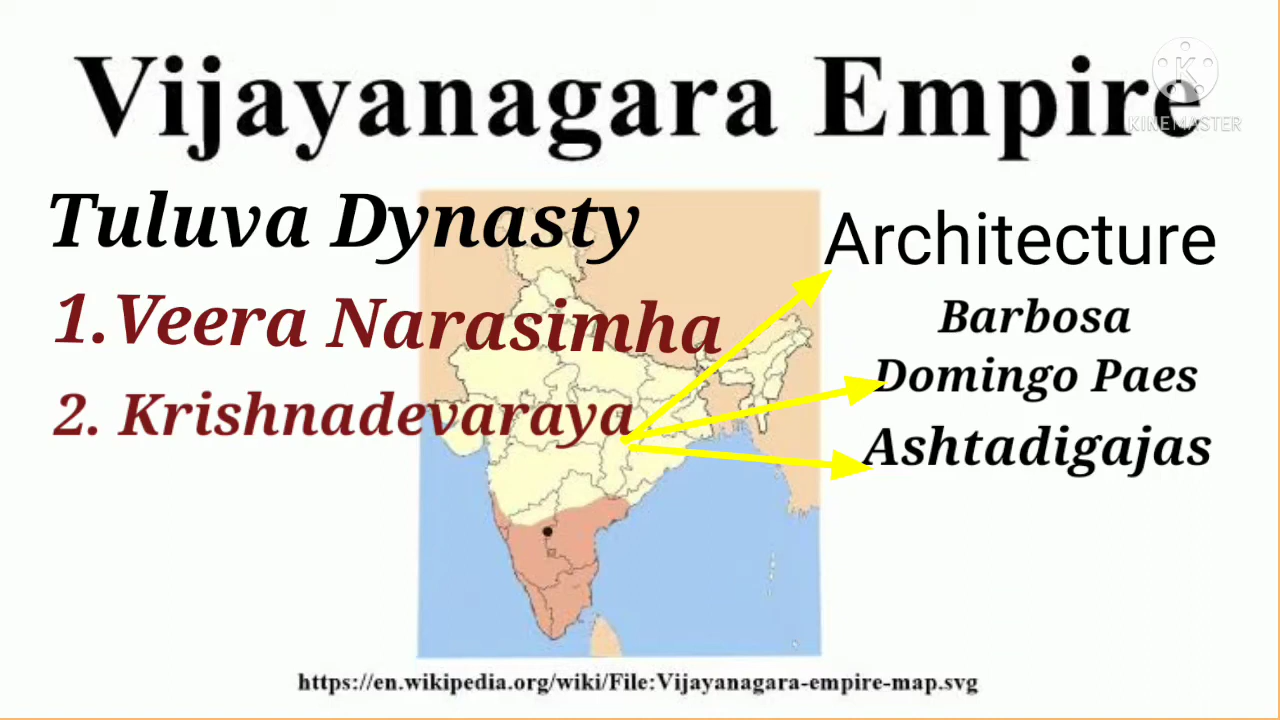 Vijayanagara Empire
KINEMASTER
Tuluva Dynasty
Architecture
1.Veera Narasimha
Barbosa
Domingo Paes
2. Krishnadevaraya
Ashtadigajas
https://en.wikipedia.org/wiki/File:Vijayanagara-empire-map.svg